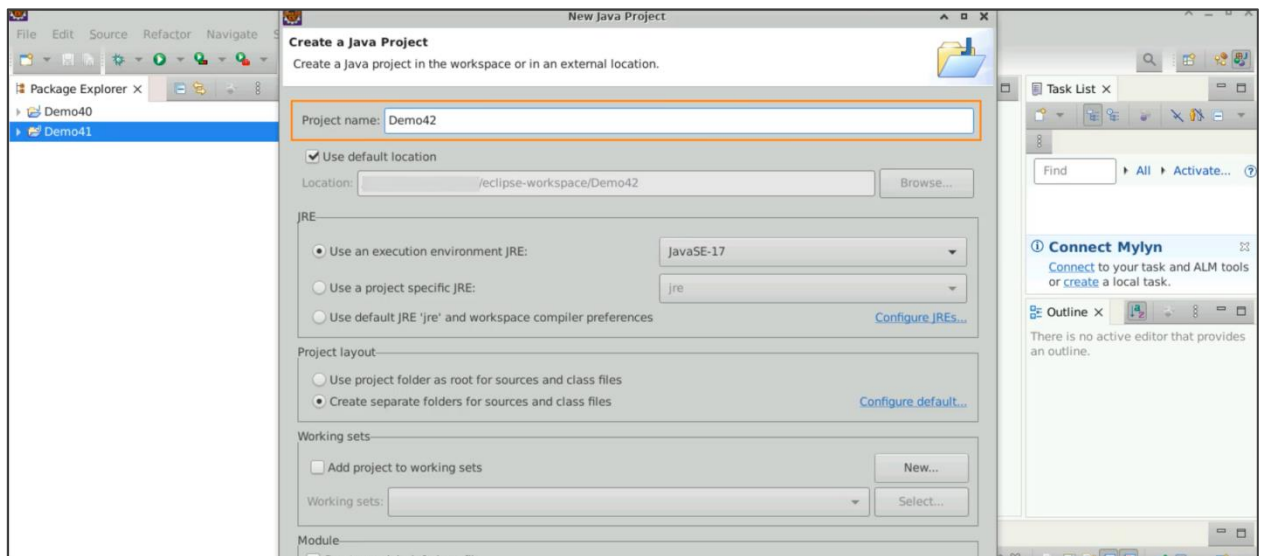 New Java Project
File Edit Source Refactor Navigate
Create a Java Project
Create a Java project in the workspace or in an external location.
Package Explorer
Demo40
Demo41
Project name: Demo42
Use default location
Location: /eclipse-workspace/Demo42 Browse...
JRE
Use an execution environment JRE: JavaSE-17
Use a project specific JRE: jre
Use default JRE 'jre' and workspace compiler preferences Configure JREs...
Project layout
Use project folder as root for sources and class files
Create separate folders for sources and class files Configure default...
Working sets
Add project to working sets New...
Working sets: Select...
Module
Task List
Find All Activate...
Connect Mylyn
Connect to your task and ALM tools
or create a local task.
Outline
There is no active editor that provides
an outline.